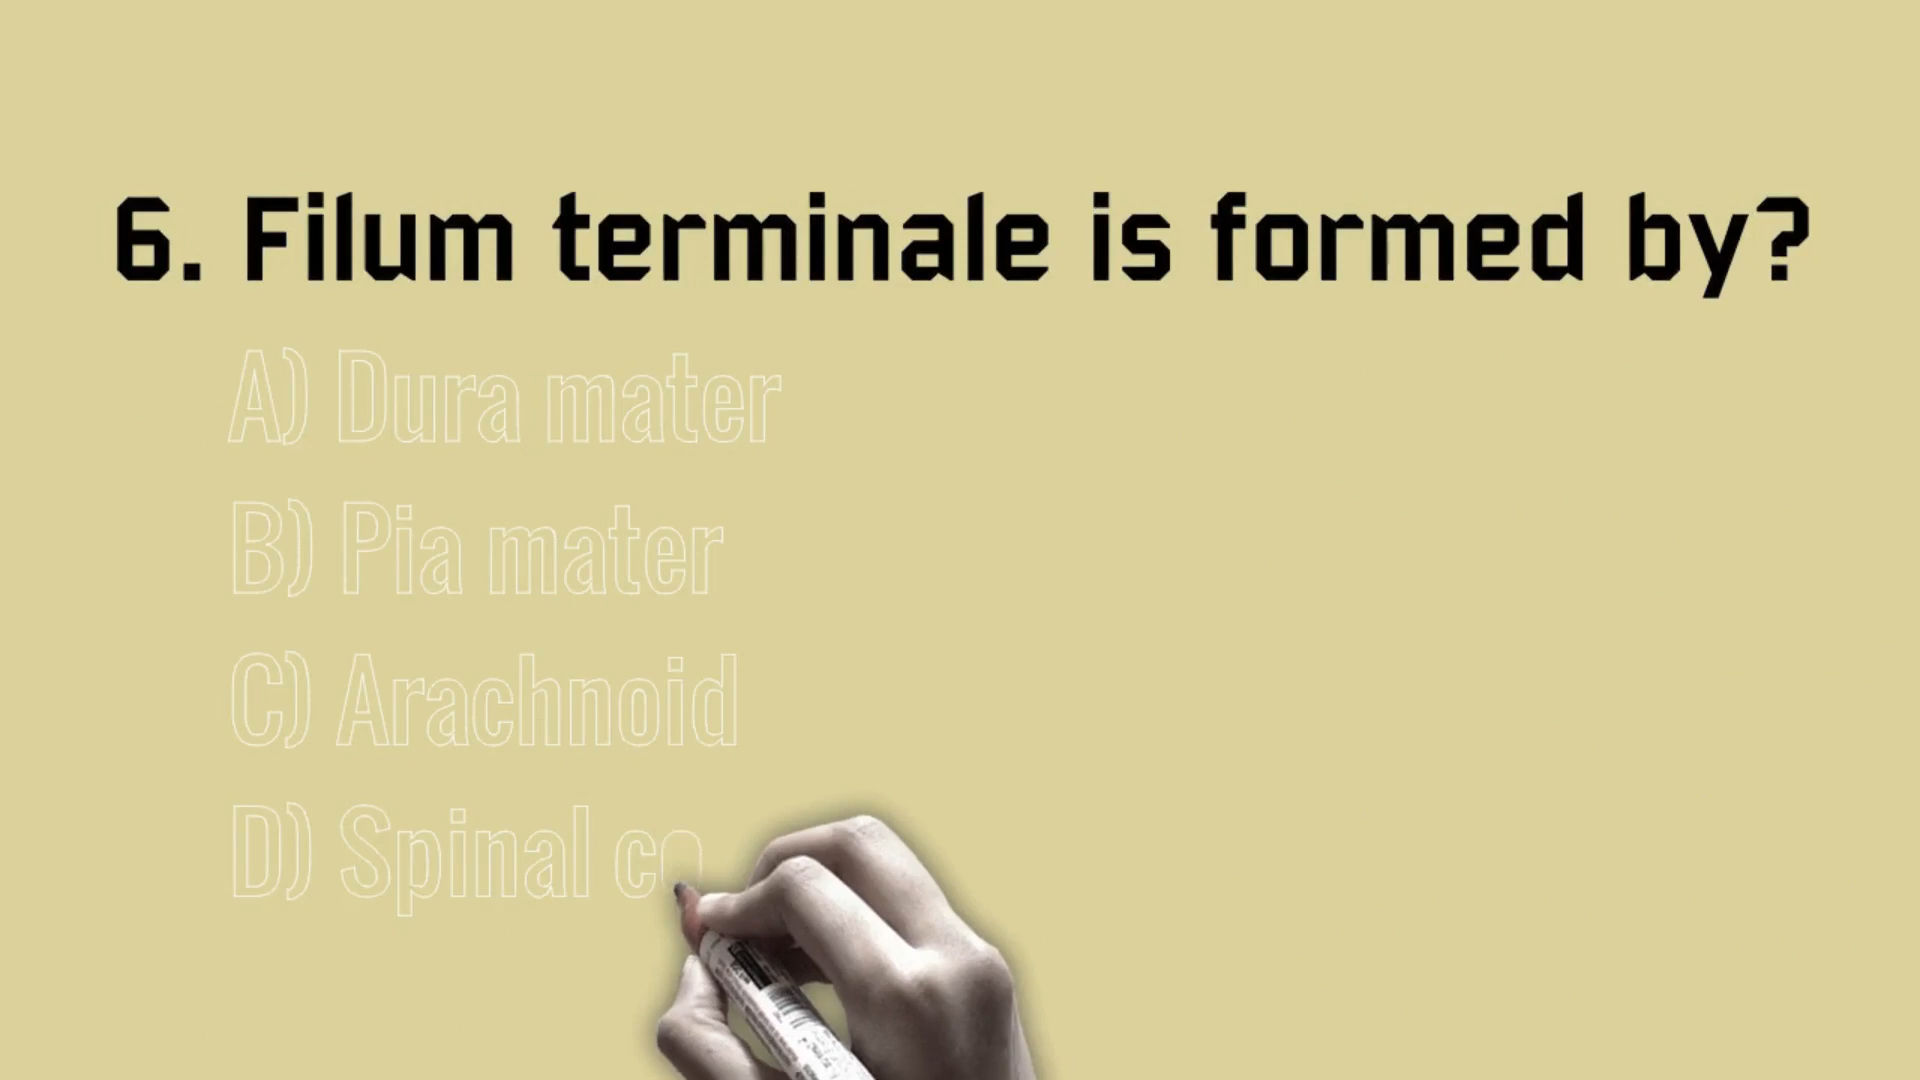 6. Filum terminale is formed by?
A) Dura mater
B) Pia mater
C) Arachnoid
D) Spinal co